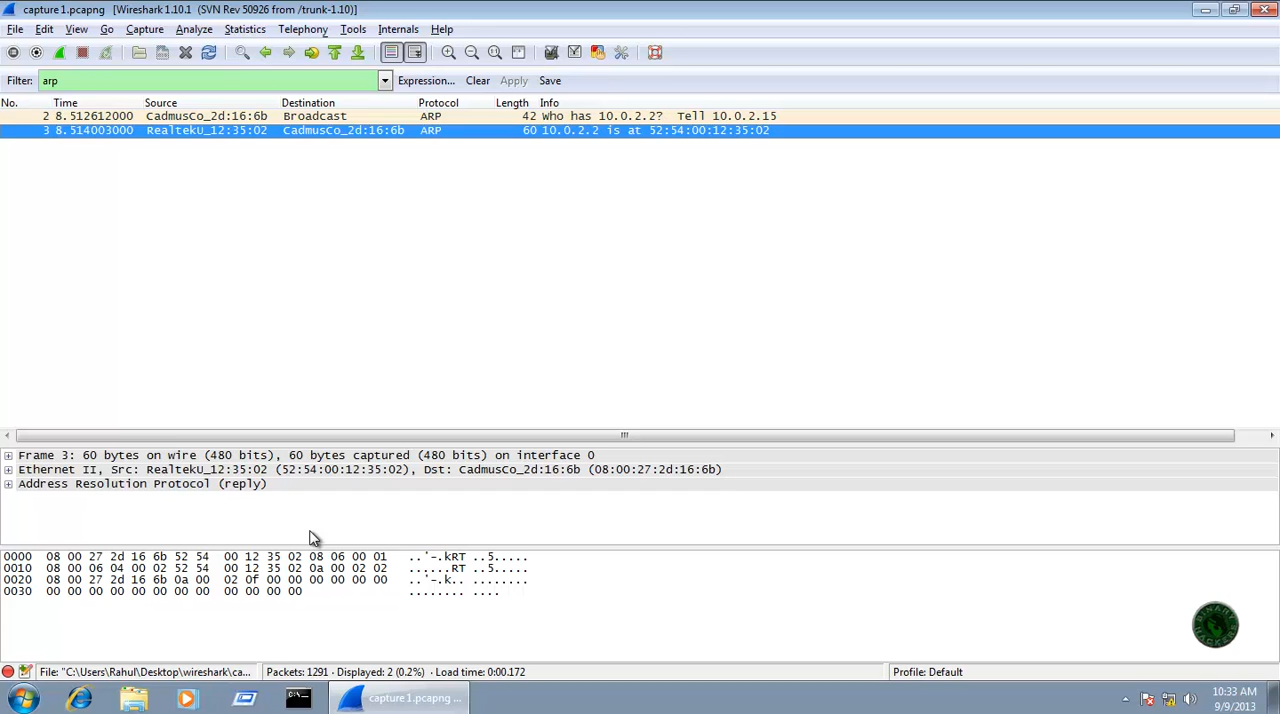 capture 1.pcapng [Wireshark 1.10.1 (SVN Rev 50926 from /trunk-1.10)]
File Edit View Go Capture Analyze Statistics Telephony Tools Internals Help
Filter: arp Expression... Clear Apply Save
No. Time Source Destination Protocol Length Info
2 8.512612000 CadmusCo_2d:16:6b Broadcast ARP 42 Who has 10.0.2.2? Tell 10.0.2.15
3 8.514003000 RealtekU_12:35:02 CadmusCo_2d:16:6b ARP 60 10.0.2.2 is at 52:54:00:12:35:02
Frame 3: 60 bytes on wire (480 bits), 60 bytes captured (480 bits) on interface 0
Ethernet II, Src: RealtekU_12:35:02 (52:54:00:12:35:02), Dst: CadmusCo_2d:16:6b (08:00:27:2d:16:6b)
Address Resolution Protocol (reply)
0000 08 00 27 2d 16 6b 52 54 00 12 35 02 08 06 00 01 ..'-.kRT ..5.....
0010 08 00 06 04 00 02 52 54 00 12 35 02 0a 00 02 02 ......RT ..5.....
0020 08 00 27 2d 16 6b 0a 00 02 0f 00 00 00 00 00 00 ..'-.k.. ........
0030 00 00 00 00 00 00 00 00 00 00 00 00 ........ ....
BINARY HACKERS
File: "C:\Users\Rahul\Desktop\wireshark\ca... Packets: 1291 · Displayed: 2 (0.2%) · Load time: 0:00.172 Profile: Default
capture 1.pcapng ...
10:33 AM
9/9/2013